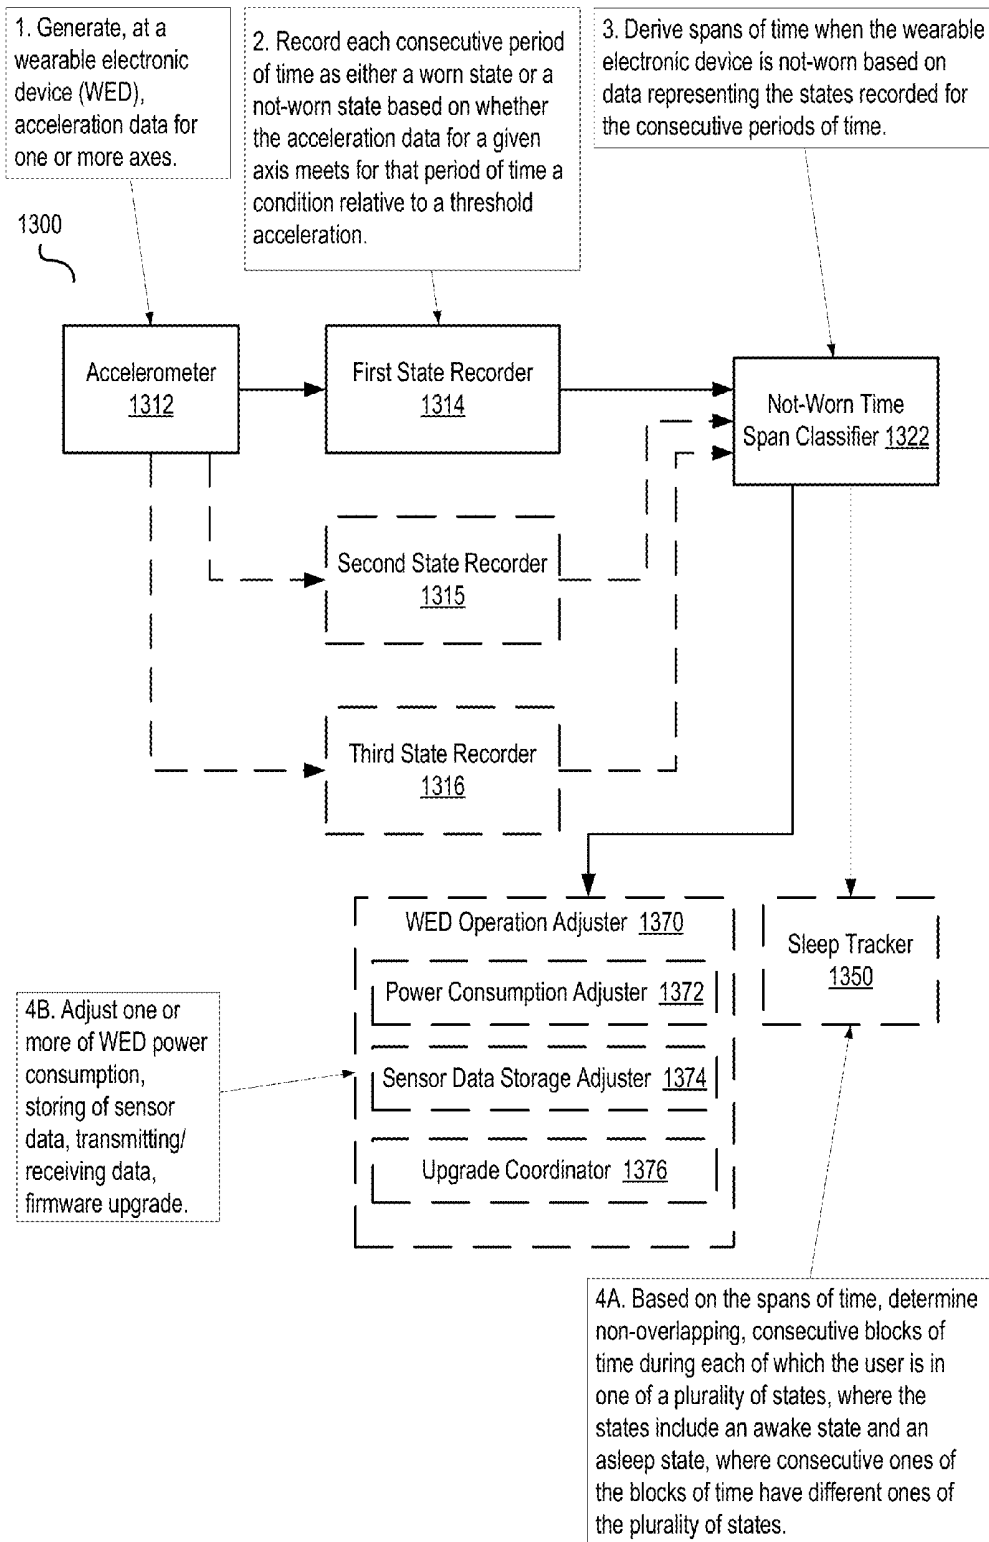 1. Generate, at a
wearable electronic
device (WED),
acceleration data for
one or more axes.
2. Record each consecutive period
of time as either a worn state or a
not-worn state based on whether
the acceleration data for a given
axis meets for that period of time a
condition relative to a threshold
acceleration.
3. Derive spans of time when the wearable
electronic device is not-worn based on
data representing the states recorded for
the consecutive periods of time.
1300
Accelerometer
1312
First State Recorder
1314
Not-Worn Time
Span Classifier 1322
Second State Recorder
1315
Third State Recorder
1316
WED Operation Adjuster 1370
Power Consumption Adjuster 1372
Sensor Data Storage Adjuster 1374
Upgrade Coordinator 1376
Sleep Tracker
1350
4B. Adjust one or
more of WED power
consumption,
storing of sensor
data, transmitting/
receiving data,
firmware upgrade.
4A. Based on the spans of time, determine
non-overlapping, consecutive blocks of
time during each of which the user is in
one of a plurality of states, where the
states include an awake state and an
asleep state, where consecutive ones of
the blocks of time have different ones of
the plurality of states.